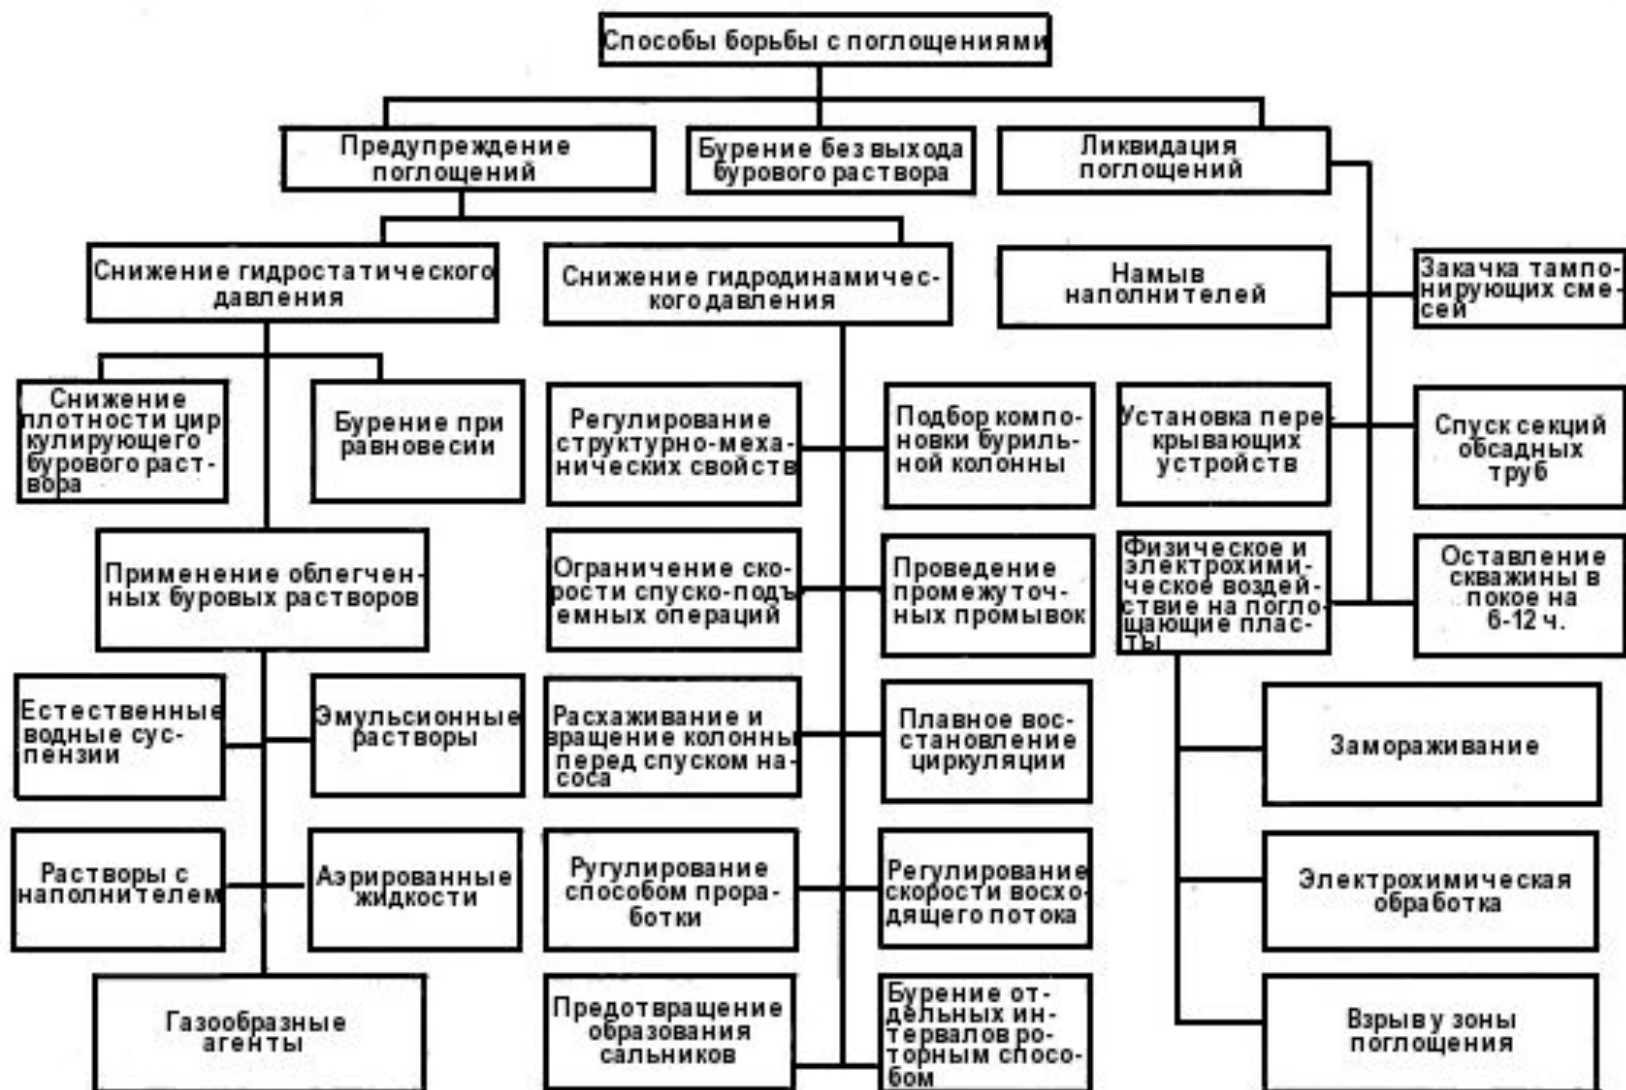 Способы борьбы с поглощениями
Предупреждение
поглощений
Бурение без выхода
бурового раствора
Ликвидация
поглощений
Снижение гидростатического
давления
Снижение гидродинамичес-
кого давления
Намыв
наполнителей
Закачка тампо-
нирующих сме-
сей
Снижение
плотности цир
кулирующего
бурового раст-
вора
Бурение при
равновесии
Регулирование
структурно-меха-
нических свойств
Подбор компо-
новки буриль-
ной колонны
Установка пере-
крывающих
устройств
Спуск секций
обсадных
труб
Применение облегчен-
ных буровых растворов
Ограничение ско-
рости спуско-подъ
емных операций
Проведение
промежуточ-
ных промывок
Физическое и
электрохими-
ческое воздей-
ствие на погло-
щающие плас-
ты
Оставление
скважины в
покое на
6-12 ч.
Естественные
водные сус-
пензии
Эмульсионные
растворы
Расхаживание и
вращение колонны
перед спуском на-
соса
Плавное вос-
становление
циркуляции
Замораживание
Растворы с
наполнителем
Аэрированные
жидкости
Ругулирование
способом прора-
ботки
Регулирование
скорости восхо-
дящего потока
Электрохимическая
обработка
Газообразные
агенты
Предотвращение
образования
сальников
Бурение от-
дельных ин-
тервалов ро-
торным спосо-
бом
Взрыв у зоны
поглощения